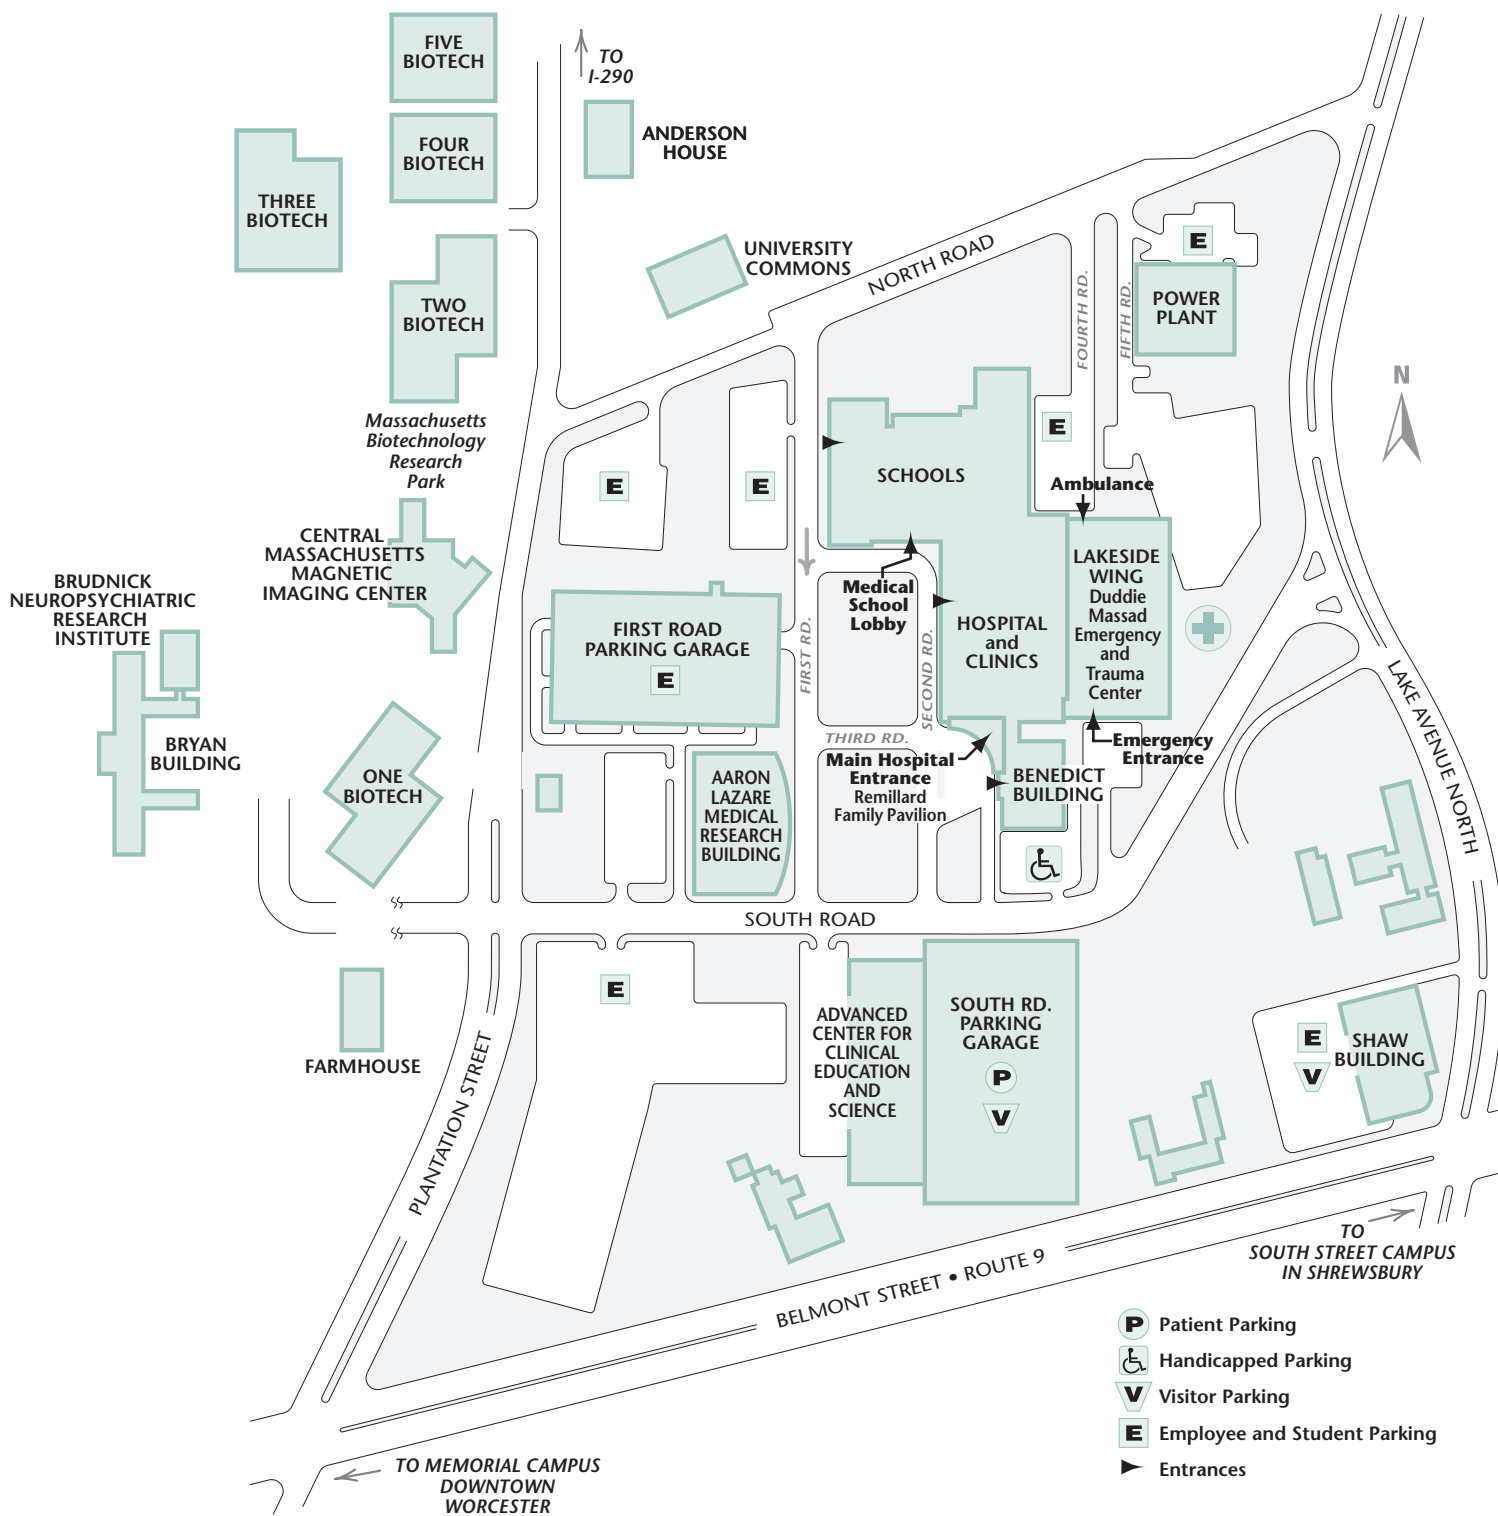 FIVE
BIOTECH
TO
I-290
FOUR
BIOTECH
ANDERSON
HOUSE
THREE
BIOTECH
UNIVERSITY
COMMONS
NORTH ROAD
E
TWO
BIOTECH
FOURTH RD.
FIFTH RD.
POWER
PLANT
N
Massachusetts
Biotechnology
Research
Park
E
E
E
SCHOOLS
Ambulance
CENTRAL
MASSACHUSETTS
MAGNETIC
IMAGING CENTER
BRUDNICK
NEUROPSYCHIATRIC
RESEARCH
INSTITUTE
BRYAN
BUILDING
FIRST ROAD
PARKING GARAGE
E
FIRST RD.
Medical
School
Lobby
SECOND RD.
HOSPITAL
and
CLINICS
LAKESIDE
WING
Duddie
Massad
Emergency
and
Trauma
Center
LAKE AVENUE NORTH
THIRD RD.
Main Hospital
Entrance
Remillard
Family Pavilion
Emergency
Entrance
BENEDICT
BUILDING
ONE
BIOTECH
AARON
LAZARE
MEDICAL
RESEARCH
BUILDING
SOUTH ROAD
E
FARMHOUSE
PLANTATION STREET
ADVANCED
CENTER FOR
CLINICAL
EDUCATION
AND
SCIENCE
SOUTH RD.
PARKING
GARAGE
P
V
E
V
SHAW
BUILDING
BELMONT STREET • ROUTE 9
TO
SOUTH STREET CAMPUS
IN SHREWSBURY
P Patient Parking
Handicapped Parking
V Visitor Parking
E Employee and Student Parking
Entrances
TO MEMORIAL CAMPUS
DOWNTOWN
WORCESTER